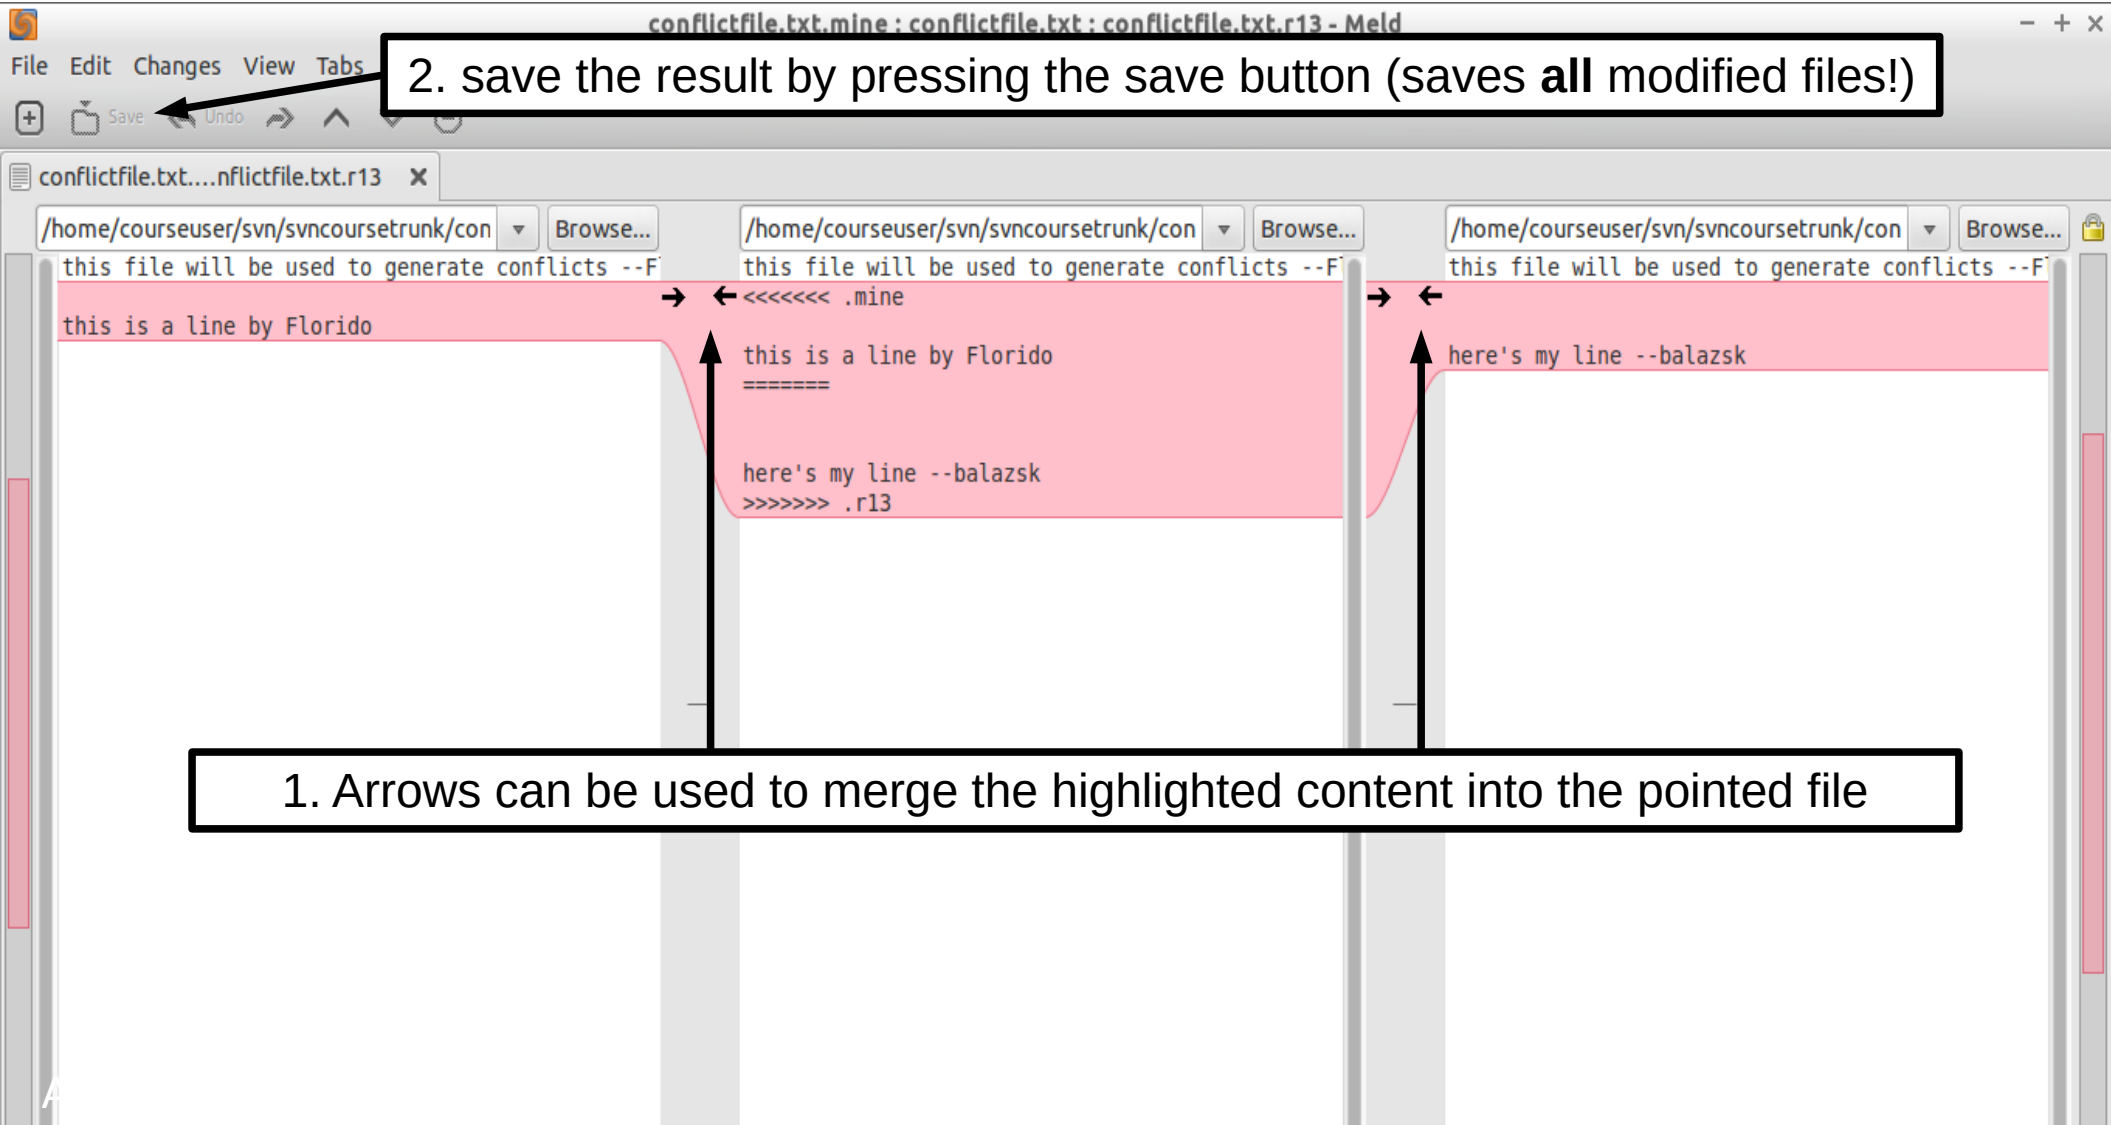 conflictfile.txt.mine : conflictfile.txt : conflictfile.txt.r13 - Meld
File Edit Changes View Tabs
2. save the result by pressing the save button (saves all modified files!)
Save Undo
conflictfile.txt....nflictfile.txt.r13
/home/courseuser/svn/svncoursetrunk/con Browse... /home/courseuser/svn/svncoursetrunk/con Browse... /home/courseuser/svn/svncoursetrunk/con Browse...
this file will be used to generate conflicts --F
this is a line by Florido
this file will be used to generate conflicts --Fl
<<<<<<< .mine
this is a line by Florido
=======
here's my line --balazsk
>>>>>>> .r13
this file will be used to generate conflicts --Fl
here's my line --balazsk
1. Arrows can be used to merge the highlighted content into the pointed file